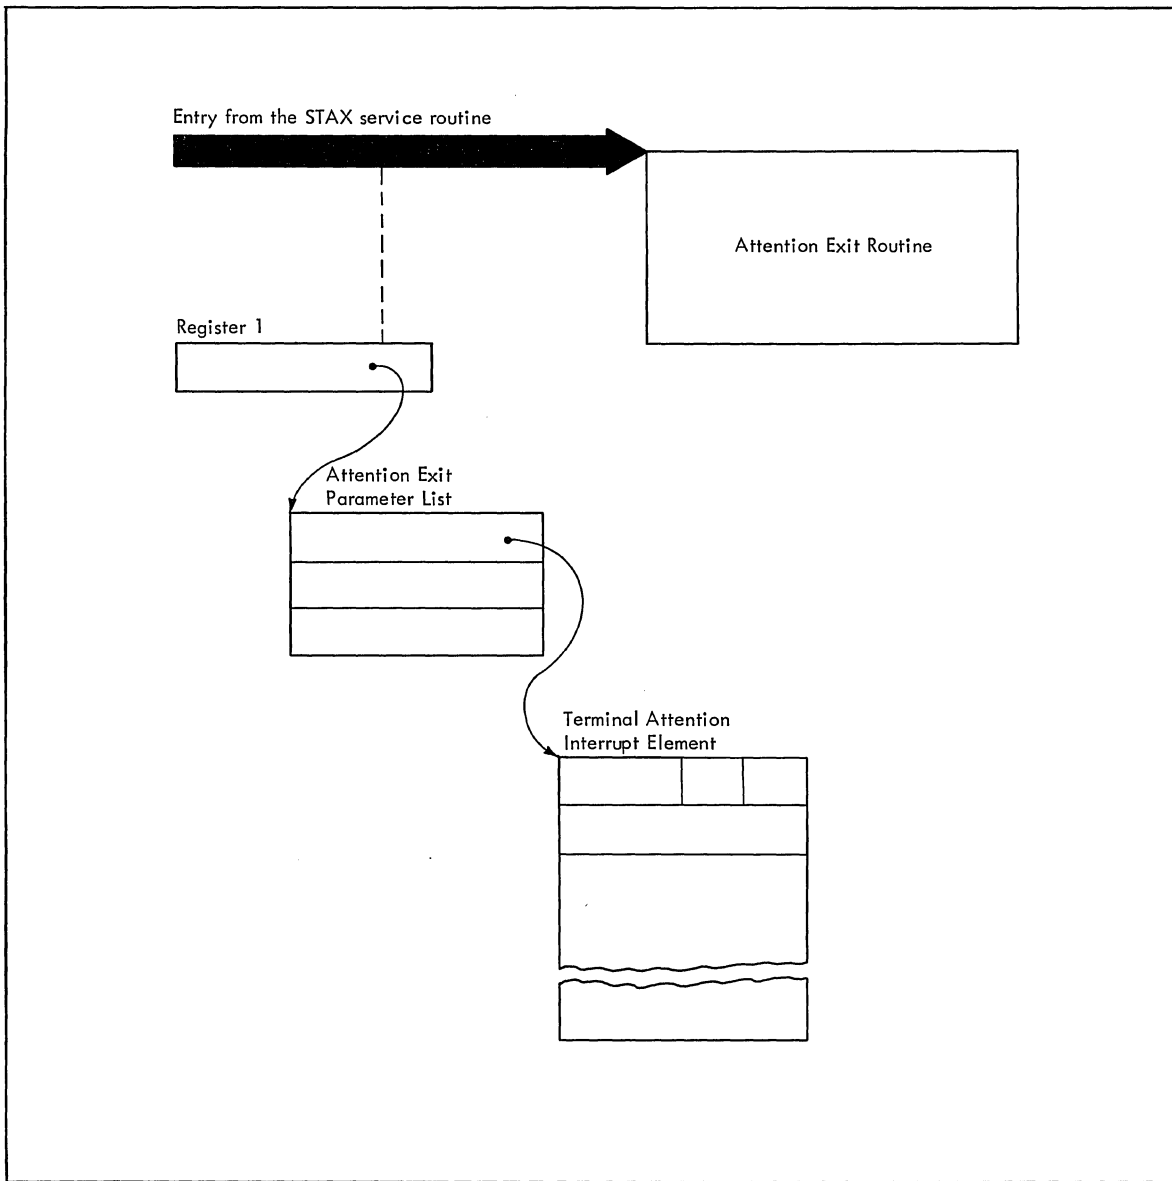 Entry from the STAX service routine
Attention Exit Routine
Register 1
Attention Exit
Parameter List
Terminal Attention
Interrupt Element